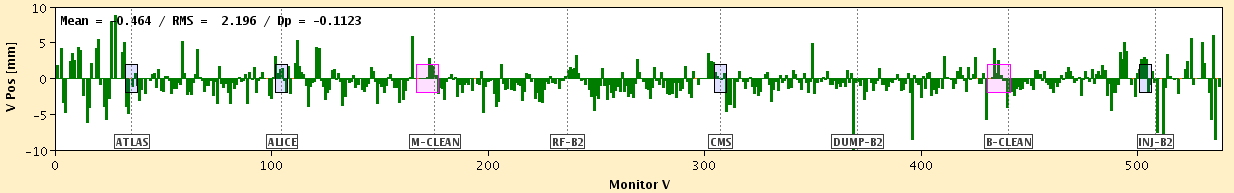 10
Mean = -0.464 / RMS = 2.196 / Dp = -0.1123
5
V Pos [mm]
0
-5
ATLAS ALICE M-CLEAN RF-B2 CMS DUMP-B2 B-CLEAN INJ-B2
-10
0 100 200 300 400 500
Monitor V